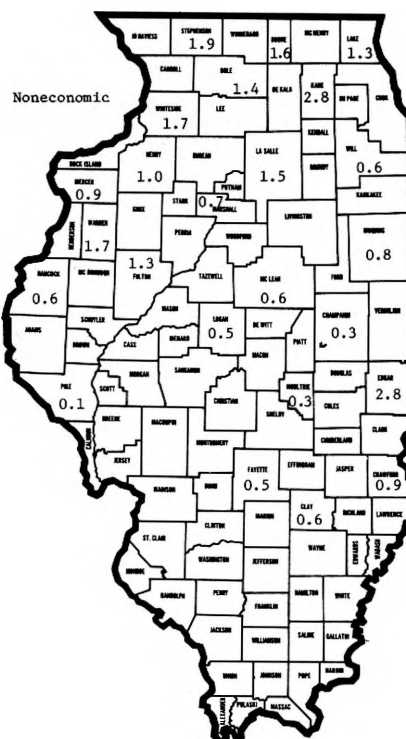 JO DAVIESS
STEPHENSON
1.9
WINNEBAGO
BOONE
1.6
MC HENRY
LAKE
1.3
CARROLL
OGLE
1.4
DE KALB
KANE
2.8
DU PAGE
COOK
Noneconomic
WHITESIDE
1.7
LEE
KENDALL
WILL
0.6
ROCK ISLAND
HENRY
1.0
BUREAU
LA SALLE
1.5
GRUNDY
MERCER
0.9
PUTNAM
0.7
MARSHALL
STARK
KNOX
KANKAKEE
HENDERSON
WARREN
1.7
PEORIA
WOODFORD
LIVINGSTON
IROQUOIS
0.8
HANCOCK
0.6
MC DONOUGH
1.3
FULTON
TAZEWELL
MC LEAN
0.6
FORD
MASON
ADAMS
SCHUYLER
BROWN
CASS
MENARD
LOGAN
0.5
DE WITT
PIATT
CHAMPAIGN
0.3
VERMILION
MACON
PIKE
0.1
SCOTT
MORGAN
SANGAMON
CHRISTIAN
MOULTRIE
0.3
DOUGLAS
EDGAR
2.8
COLES
SHELBY
GREENE
MACOUPIN
MONTGOMERY
CUMBERLAND
CLARK
CALHOUN
JERSEY
FAYETTE
0.5
EFFINGHAM
JASPER
CRAWFORD
0.9
MADISON
BOND
CLAY
0.6
RICHLAND
LAWRENCE
CLINTON
MARION
ST. CLAIR
WAYNE
EDWARDS
WABASH
WASHINGTON
JEFFERSON
MONROE
RANDOLPH
PERRY
HAMILTON
WHITE
FRANKLIN
JACKSON
WILLIAMSON
SALINE
GALLATIN
UNION
JOHNSON
POPE
HARDIN
ALEXANDER
PULASKI
MASSAC